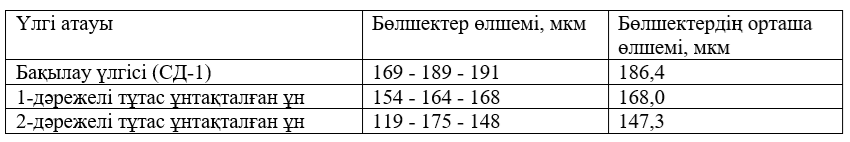 Үлгі атауы Бөлшектер өлшемі, мкм Бөлшектердің орташа
өлшемі, мкм
Бақылау үлгісі (СД-1) 169 - 189 - 191 186,4
1-дәрежелі тұтас ұнтақталған ұн 154 - 164 - 168 168,0
2-дәрежелі тұтас ұнтақталған ұн 119 - 175 - 148 147,3